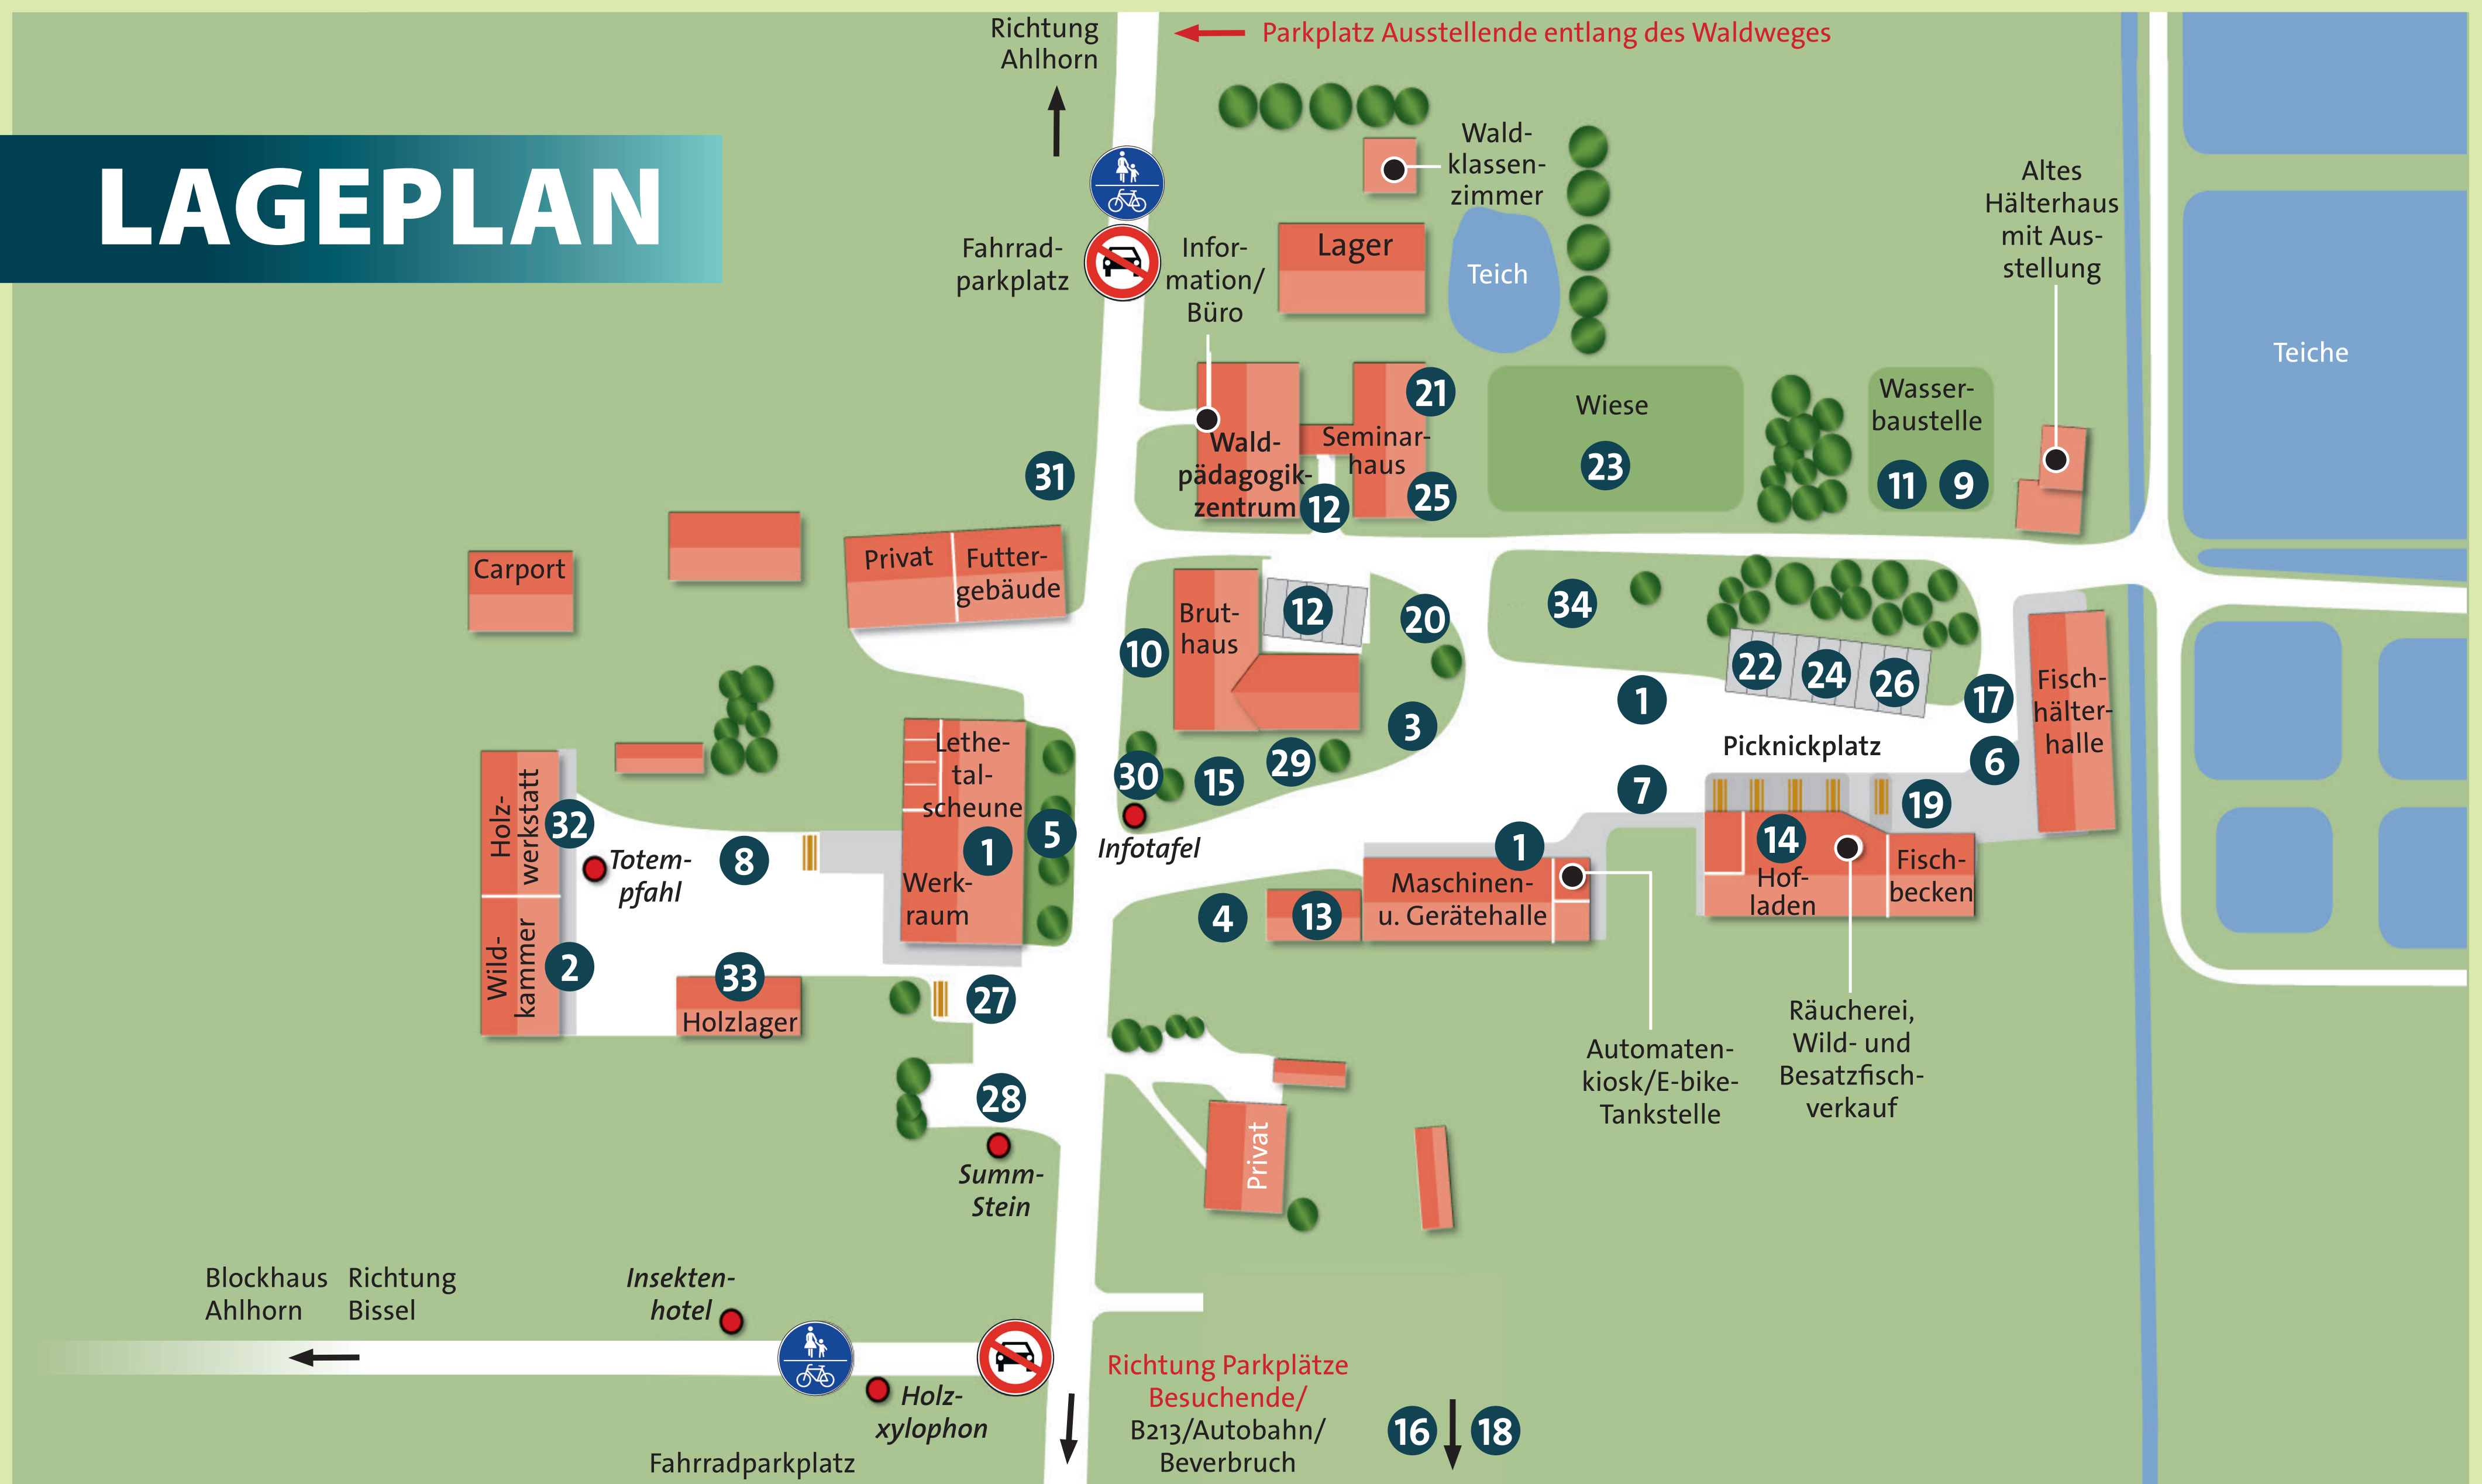 LAGEPLAN
Richtung
Ahlhorn
Parkplatz Ausstellende entlang des Waldweges
Fahrrad-
parkplatz
Infor-
mation/
Büro
Wald-
klassen-
zimmer
Lager
Teich
Altes
Hälterhaus
mit Aus-
stellung
Teiche
Wald-
pädagogik-
zentrum
Seminar-
haus
21
25
12
Wiese
23
Wasser-
baustelle
11
9
31
Carport
Privat
Futter-
gebäude
Brut-
haus
12
10
20
3
29
15
30
Infotafel
34
22
24
26
1
17
6
Picknickplatz
7
19
Fisch-
hälter-
halle
Holz-
werkstatt
32
Totem-
pfahl
8
Wild-
kammer
2
33
Holzlager
Lethe-
tal-
scheune
1
5
Werk-
raum
27
28
Summ-
Stein
4
13
Maschinen-
u. Gerätehalle
1
14
Hof-
laden
Fisch-
becken
Automaten-
kiosk/E-bike-
Tankstelle
Räucherei,
Wild- und
Besatzfisch-
verkauf
Privat
Blockhaus
Ahlhorn
Richtung
Bissel
Insekten-
hotel
Holz-
xylophon
Fahrradparkplatz
Richtung Parkplätze
Besuchende/
B213/Autobahn/
Beverbruch
16
18